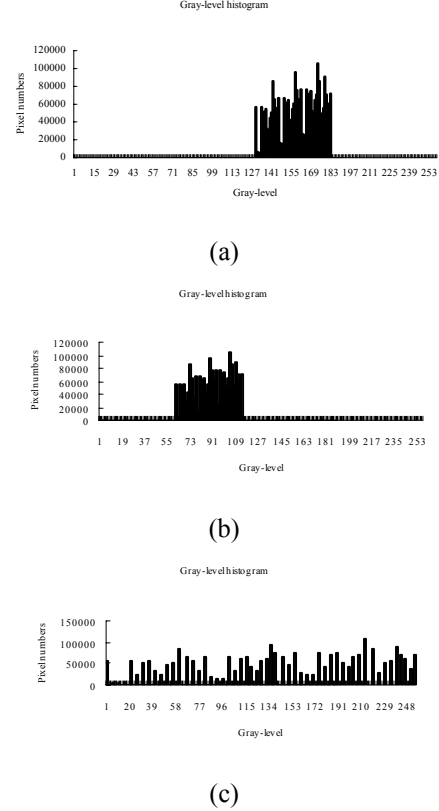 Gray-level histogram
120000
100000
80000
60000
40000
20000
0
Pixel numbers
1 15 29 43 57 71 85 99 113 127 141 155 169 183 197 211 225 239 253
Gray-level
(a)
Gray-level histogram
120000
100000
80000
60000
40000
20000
0
Pixel numbers
1 19 37 55 73 91 109 127 145 163 181 199 217 235 253
Gray-level
(b)
Gray-level histogram
150000
100000
50000
0
Pixel numbers
1 20 39 58 77 96 115 134 153 172 191 210 229 248
Gray-level
(c)